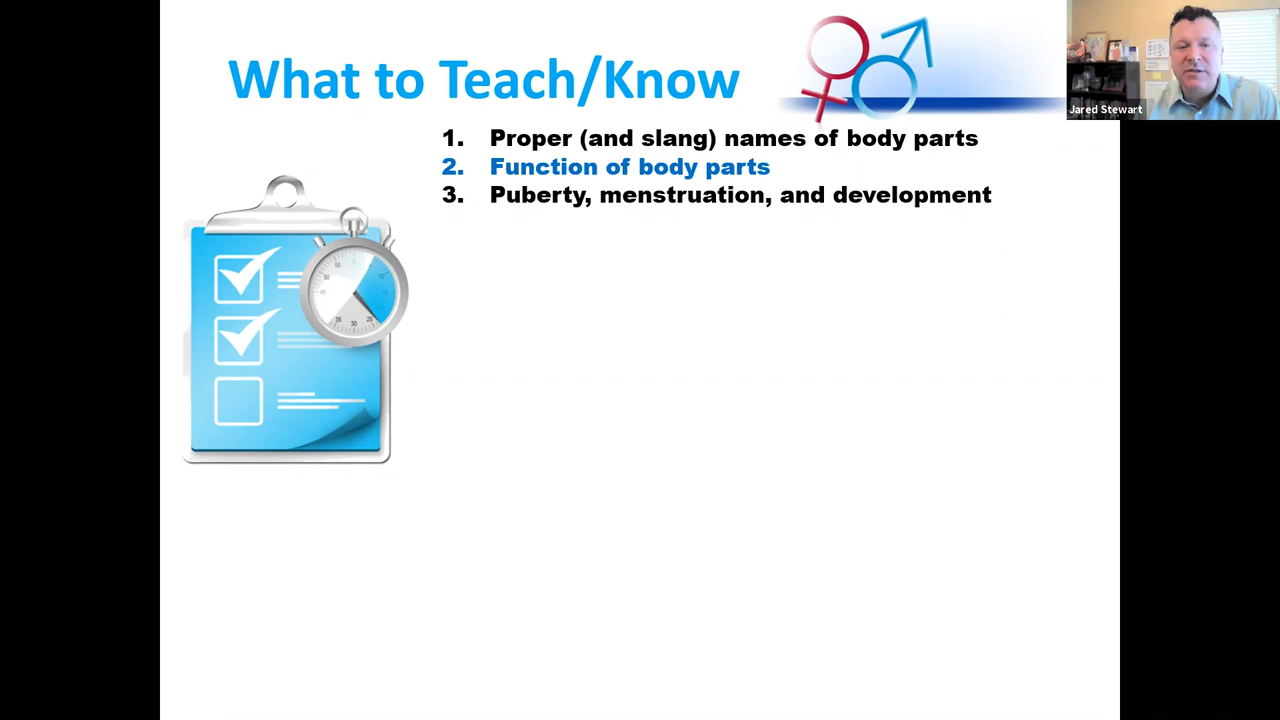 What to Teach/Know
Jared Stewart
1. Proper (and slang) names of body parts
2. Function of body parts
3. Puberty, menstruation, and development